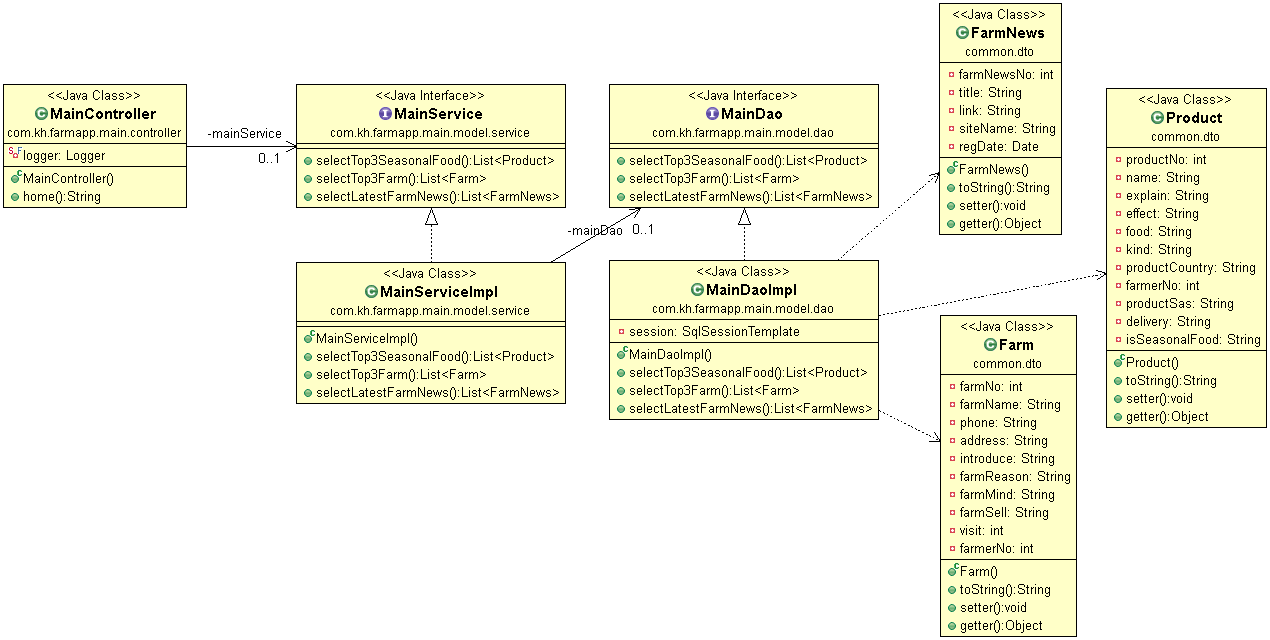 <<Java Class>>
MainController
com.kh.farmapp.main.controller
logger: Logger
MainController()
home():String
-mainService
0..1
<<Java Interface>>
MainService
com.kh.farmapp.main.model.service
selectTop3SeasonalFood():List<Product>
selectTop3Farm():List<Farm>
selectLatestFarmNews():List<FarmNews>
<<Java Interface>>
MainDao
com.kh.farmapp.main.model.dao
selectTop3SeasonalFood():List<Product>
selectTop3Farm():List<Farm>
selectLatestFarmNews():List<FarmNews>
-mainDao 0..1
<<Java Class>>
MainServiceImpl
com.kh.farmapp.main.model.service
MainServiceImpl()
selectTop3SeasonalFood():List<Product>
selectTop3Farm():List<Farm>
selectLatestFarmNews():List<FarmNews>
<<Java Class>>
MainDaoImpl
com.kh.farmapp.main.model.dao
session: SqlSessionTemplate
MainDaoImpl()
selectTop3SeasonalFood():List<Product>
selectTop3Farm():List<Farm>
selectLatestFarmNews():List<FarmNews>
<<Java Class>>
FarmNews
common.dto
farmNewsNo: int
title: String
link: String
siteName: String
regDate: Date
FarmNews()
toString():String
setter():void
getter():Object
<<Java Class>>
Product
common.dto
productNo: int
name: String
explain: String
effect: String
food: String
kind: String
productCountry: String
farmerNo: int
productSas: String
delivery: String
isSeasonalFood: String
Product()
toString():String
setter():void
getter():Object
<<Java Class>>
Farm
common.dto
farmNo: int
farmName: String
phone: String
address: String
introduce: String
farmReason: String
farmMind: String
farmSell: String
visit: int
farmerNo: int
Farm()
toString():String
setter():void
getter():Object